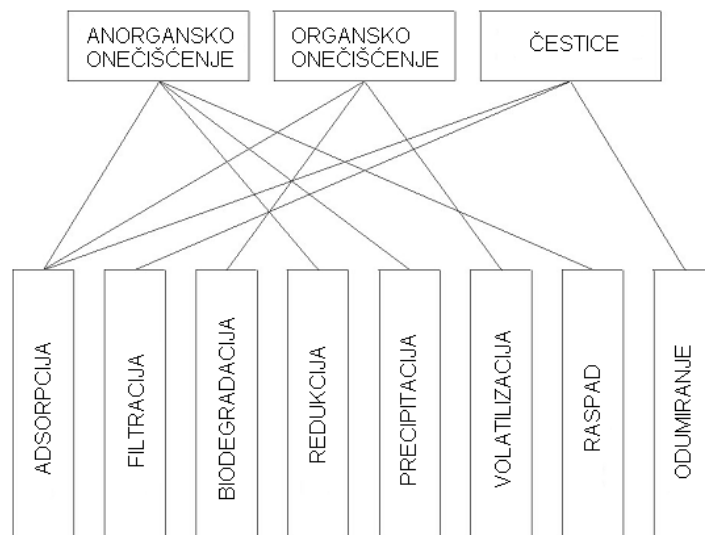 ANORGANSKO
ONEČIŠĆENJE
ORGANSKO
ONEČIŠĆENJE
ČESTICE
ADSORPCIJA
FILTRACIJA
BIODEGRADACIJA
REDUKCIJA
PRECIPITACIJA
VOLATILIZACIJA
RASPAD
ODUMIRANJE